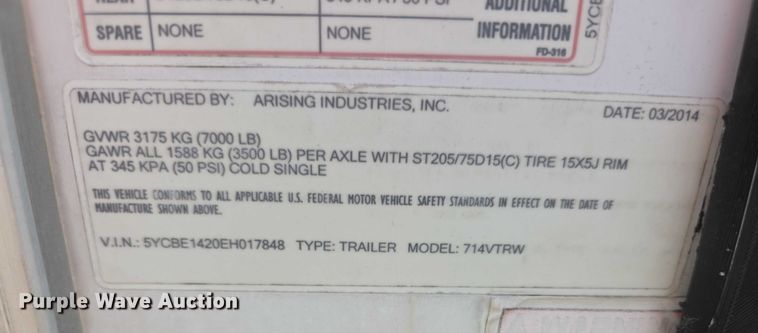 ADDITIONAL
SPARE NONE NONE INFORMATION
FD-316
5YCB
MANUFACTURED BY: ARISING INDUSTRIES, INC.
DATE: 03/2014
GVWR 3175 KG (7000 LB)
GAWR ALL 1588 KG (3500 LB) PER AXLE WITH ST205/75D15(C) TIRE 15X5J RIM
AT 345 KPA (50 PSI) COLD SINGLE
THIS VEHICLE CONFORMS TO ALL APPLICABLE U.S. FEDERAL MOTOR VEHICLE SAFETY STANDARDS IN EFFECT ON THE DATE OF
MANUFACTURE SHOWN ABOVE.
V.I.N.: 5YCBE1420EH017848 TYPE: TRAILER MODEL: 714VTRW
Purple Wave Auction